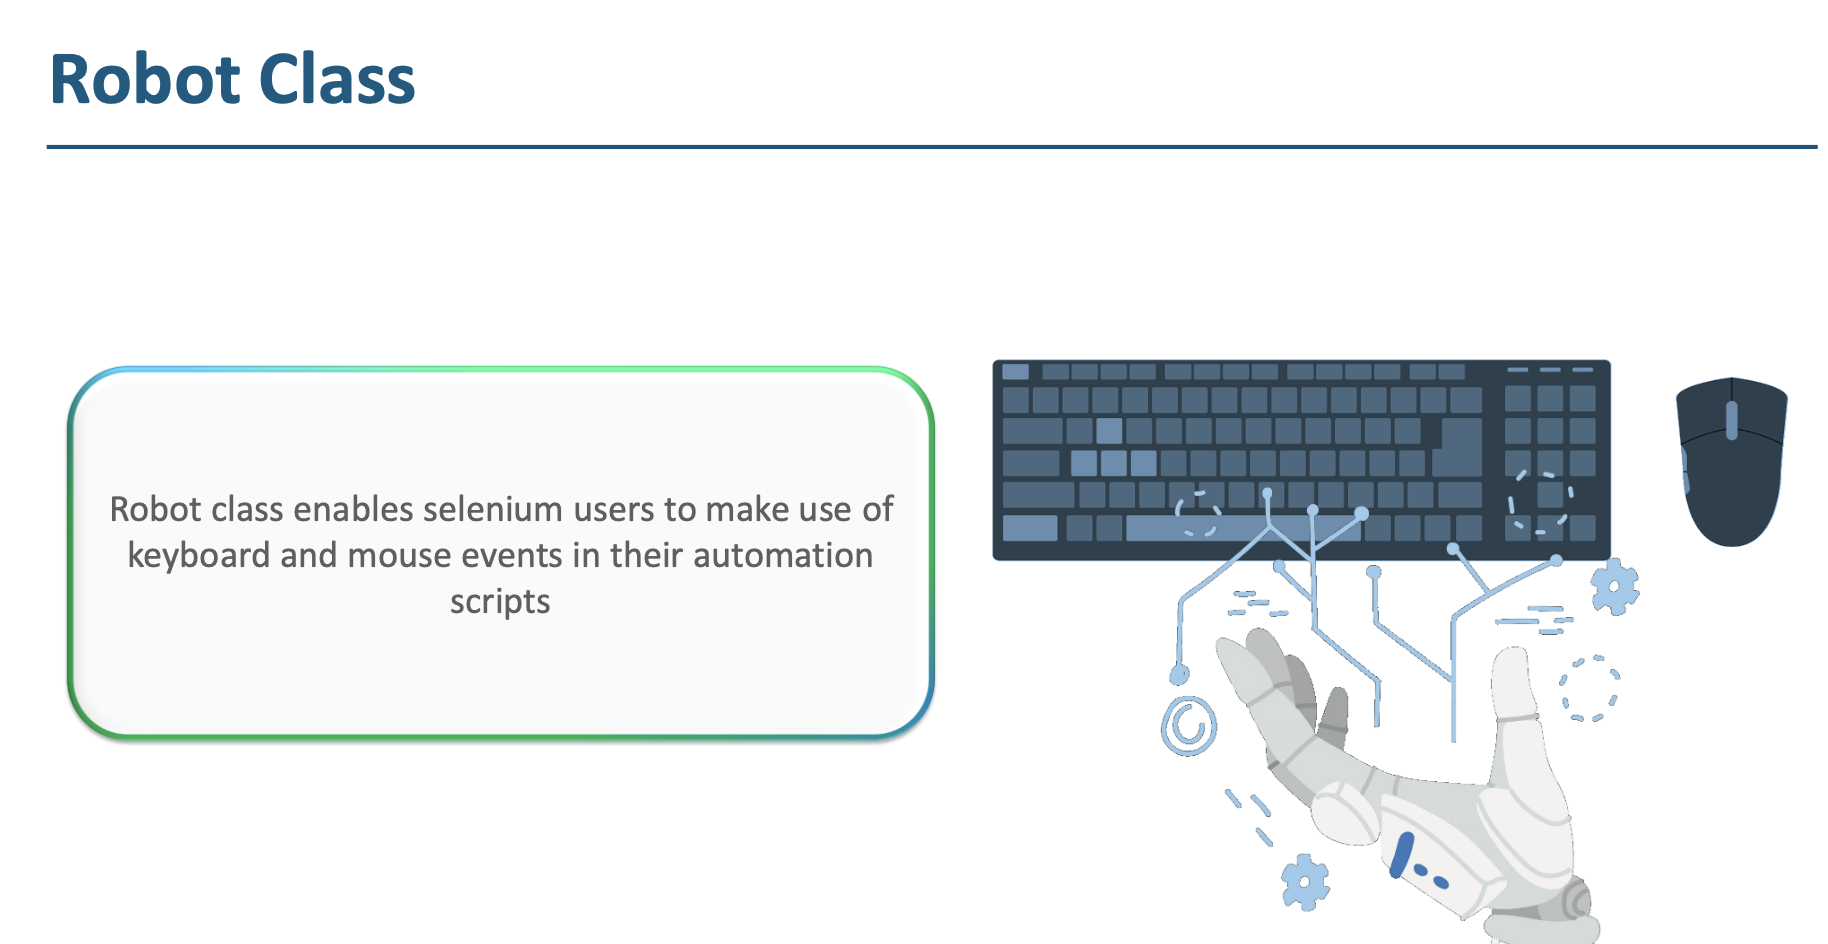 Robot Class
Robot class enables selenium users to make use of
keyboard and mouse events in their automation
scripts